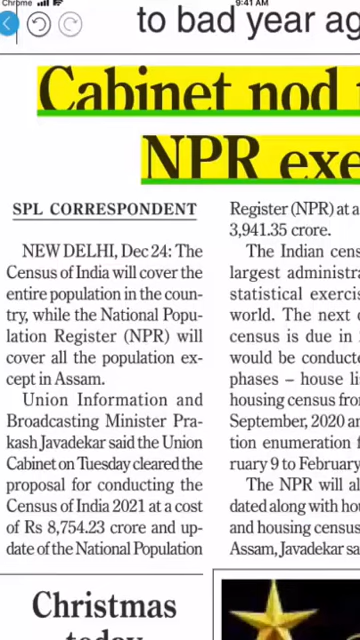 Chrome
9:41 AM
to bad year ag
Cabinet nod
NPR exe
SPL CORRESPONDENT
NEW DELHI, Dec 24: The
Census of India will cover the
entire population in the coun-
try, while the National Popu-
lation Register (NPR) will
cover all the population ex-
cept in Assam.
Union Information and
Broadcasting Minister Pra-
kash Javadekar said the Union
Cabinet on Tuesday cleared the
proposal for conducting the
Census of India 2021 at a cost
of Rs 8,754.23 crore and up-
date of the National Population
Register (NPR) at a
3,941.35 crore.
The Indian cens
largest administra
statistical exercis
world. The next d
census is due in
would be conducte
phases – house li
housing census fro
September, 2020 an
tion enumeration f
ruary 9 to February
The NPR will al
dated along with hou
and housing census
Assam, Javadekar sa
Christmas
today